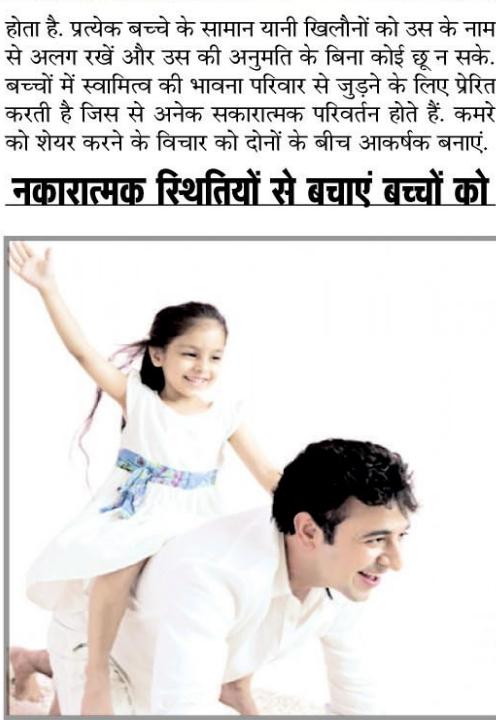 होता है. प्रत्येक बच्चे के सामान यानी खिलौनों को उस के नाम
से अलग रखें और उस की अनुमति के बिना कोई छू न सके.
बच्चों में स्वामित्व की भावना परिवार से जुड़ने के लिए प्रेरित
करती है जिस से अनेक सकारात्मक परिवर्तन होते हैं. कमरे
को शेयर करने के विचार को दोनों के बीच आकर्षक बनाएं.
नकारात्मक स्थितियों से बचाएं बच्चों को